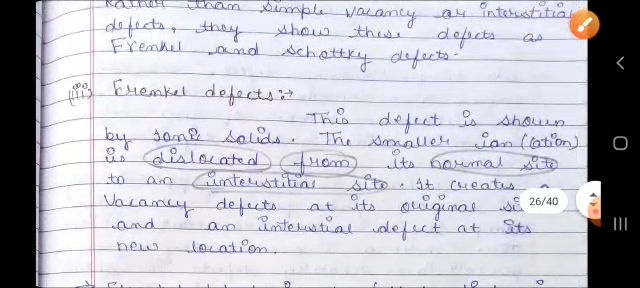 Rather than simple vacancy or interstitial
defects, they show these defects as
Frenkel and Schottky defects.
(iii) Frenkel defects:→
This defect is shown
by ionic solids. The smaller ion (cation)
is dislocated from its normal site
to an interstitial site. It creates a
vacancy defects at its original
and an interstial defect at its
new location.
26/40